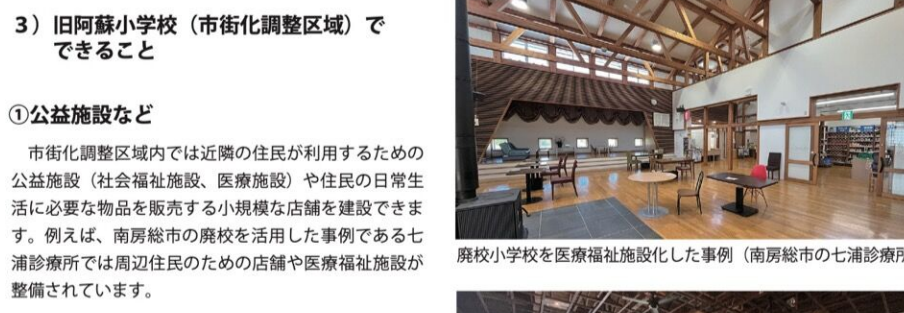 ３）旧阿蘇小学校（市街化調整区域）で
できること
①公益施設など
市街化調整区域内では近隣の住民が利用するための
公益施設（社会福祉施設、医療施設）や住民の日常生
活に必要な物品を販売する小規模な店舗を建設できま
す。例えば、南房総市の廃校を活用した事例である七
浦診療所では周辺住民のための店舗や医療福祉施設が
整備されています。
廃校小学校を医療福祉施設化した事例（南房総市の七浦診療所